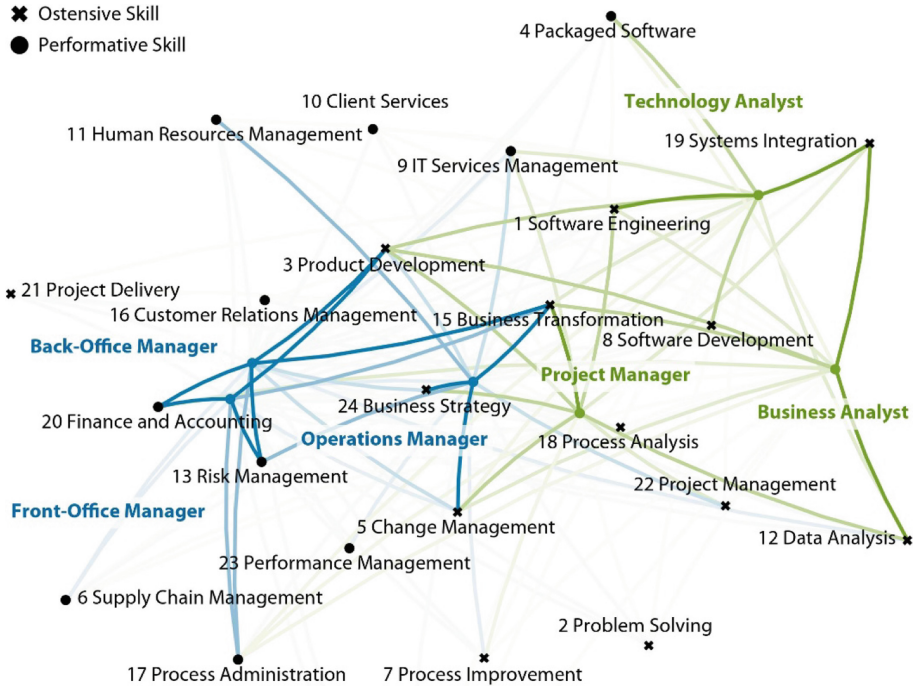 Ostensive Skill
Performative Skill
4 Packaged Software
Technology Analyst
10 Client Services
11 Human Resources Management
19 Systems Integration
9 IT Services Management
1 Software Engineering
3 Product Development
21 Project Delivery
16 Customer Relations Management
15 Business Transformation
8 Software Development
Back-Office Manager
Project Manager
24 Business Strategy
Business Analyst
20 Finance and Accounting
Operations Manager
18 Process Analysis
13 Risk Management
22 Project Management
Front-Office Manager
5 Change Management
12 Data Analysis
23 Performance Management
6 Supply Chain Management
2 Problem Solving
17 Process Administration
7 Process Improvement